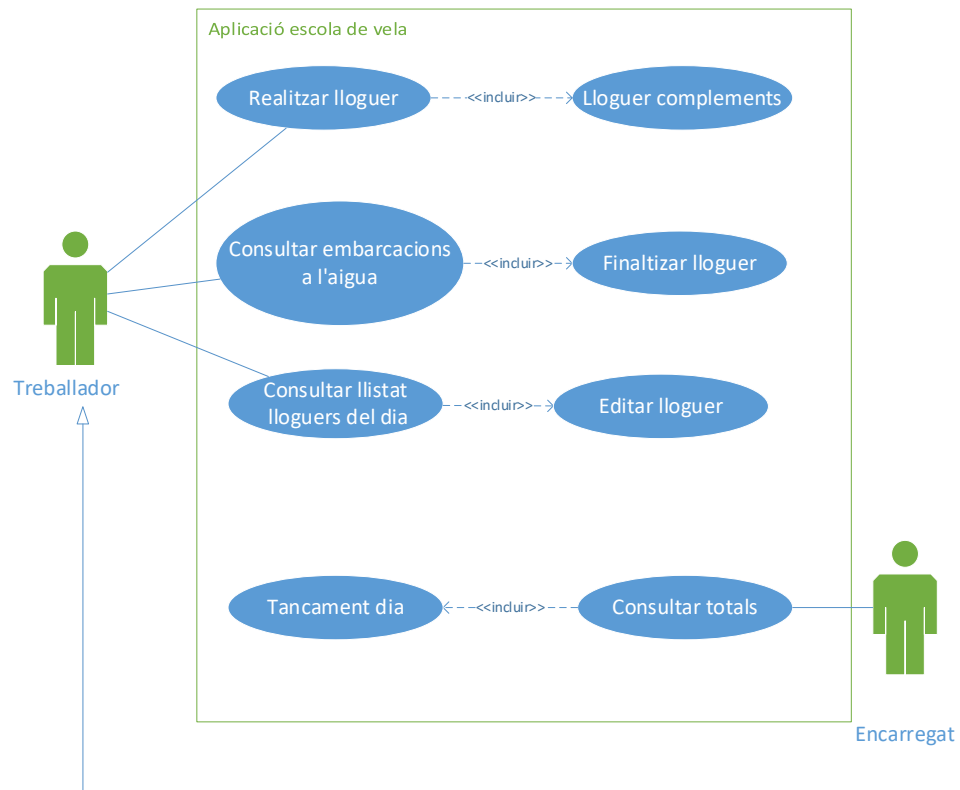 Aplicació escola de vela
Realitzar lloguer
<<incluir>>
Lloguer complements
Consultar embarcacions
a l'aigua
<<incluir>>
Finaltizar lloguer
Treballador
Consultar llistat
lloguers del dia
<<incluir>>
Editar lloguer
Tancament dia
<<incluir>>
Consultar totals
Encarregat